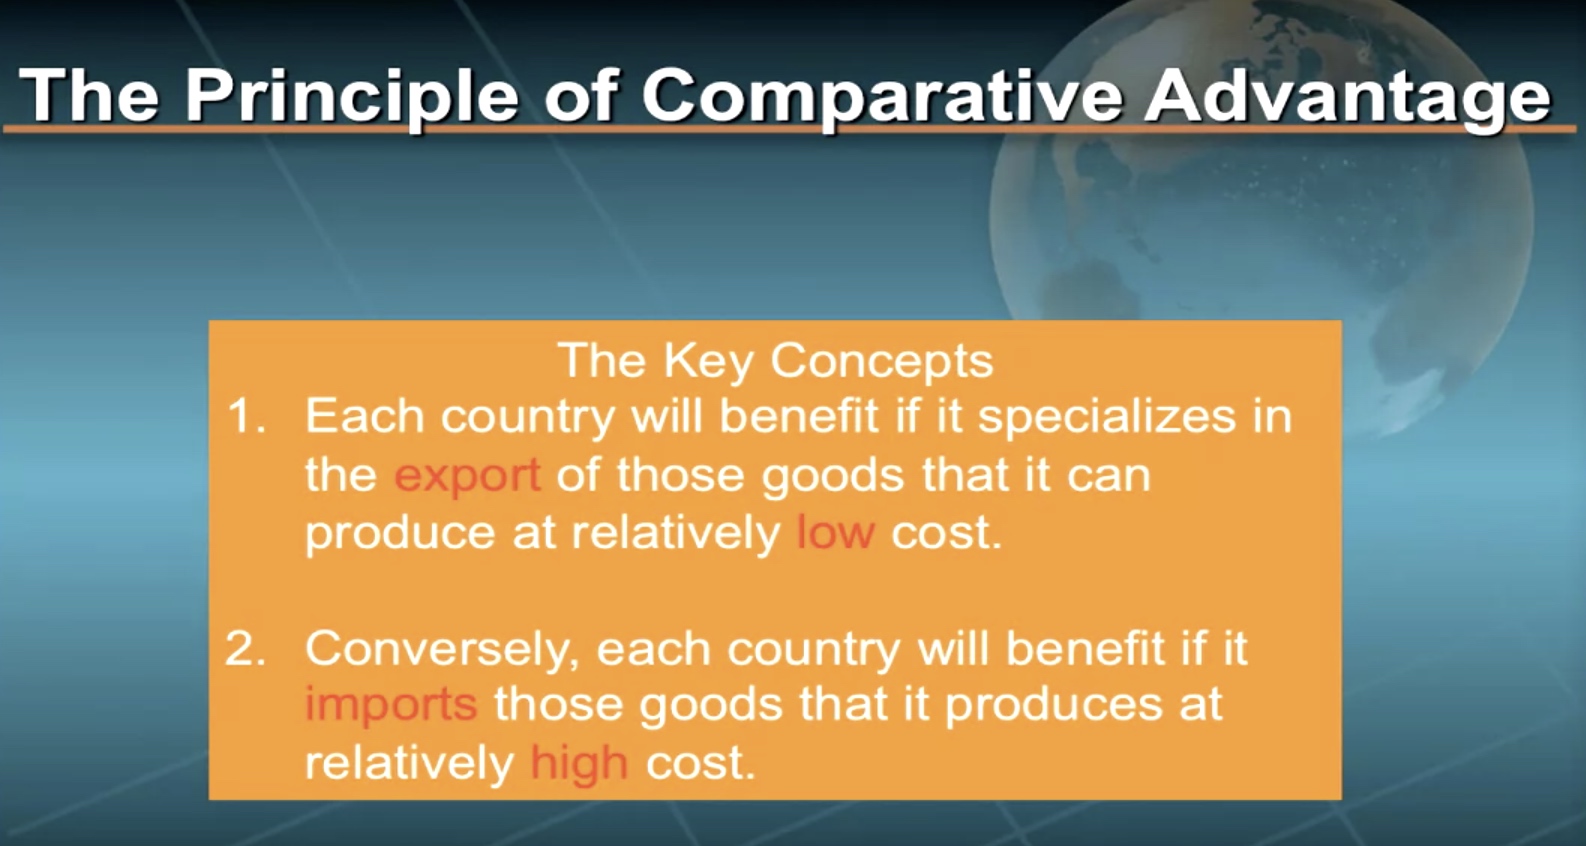 The Principle of Comparative Advantage
The Key Concepts
1. Each country will benefit if it specializes in
the export of those goods that it can
produce at relatively low cost.
2. Conversely, each country will benefit if it
imports those goods that it produces at
relatively high cost.